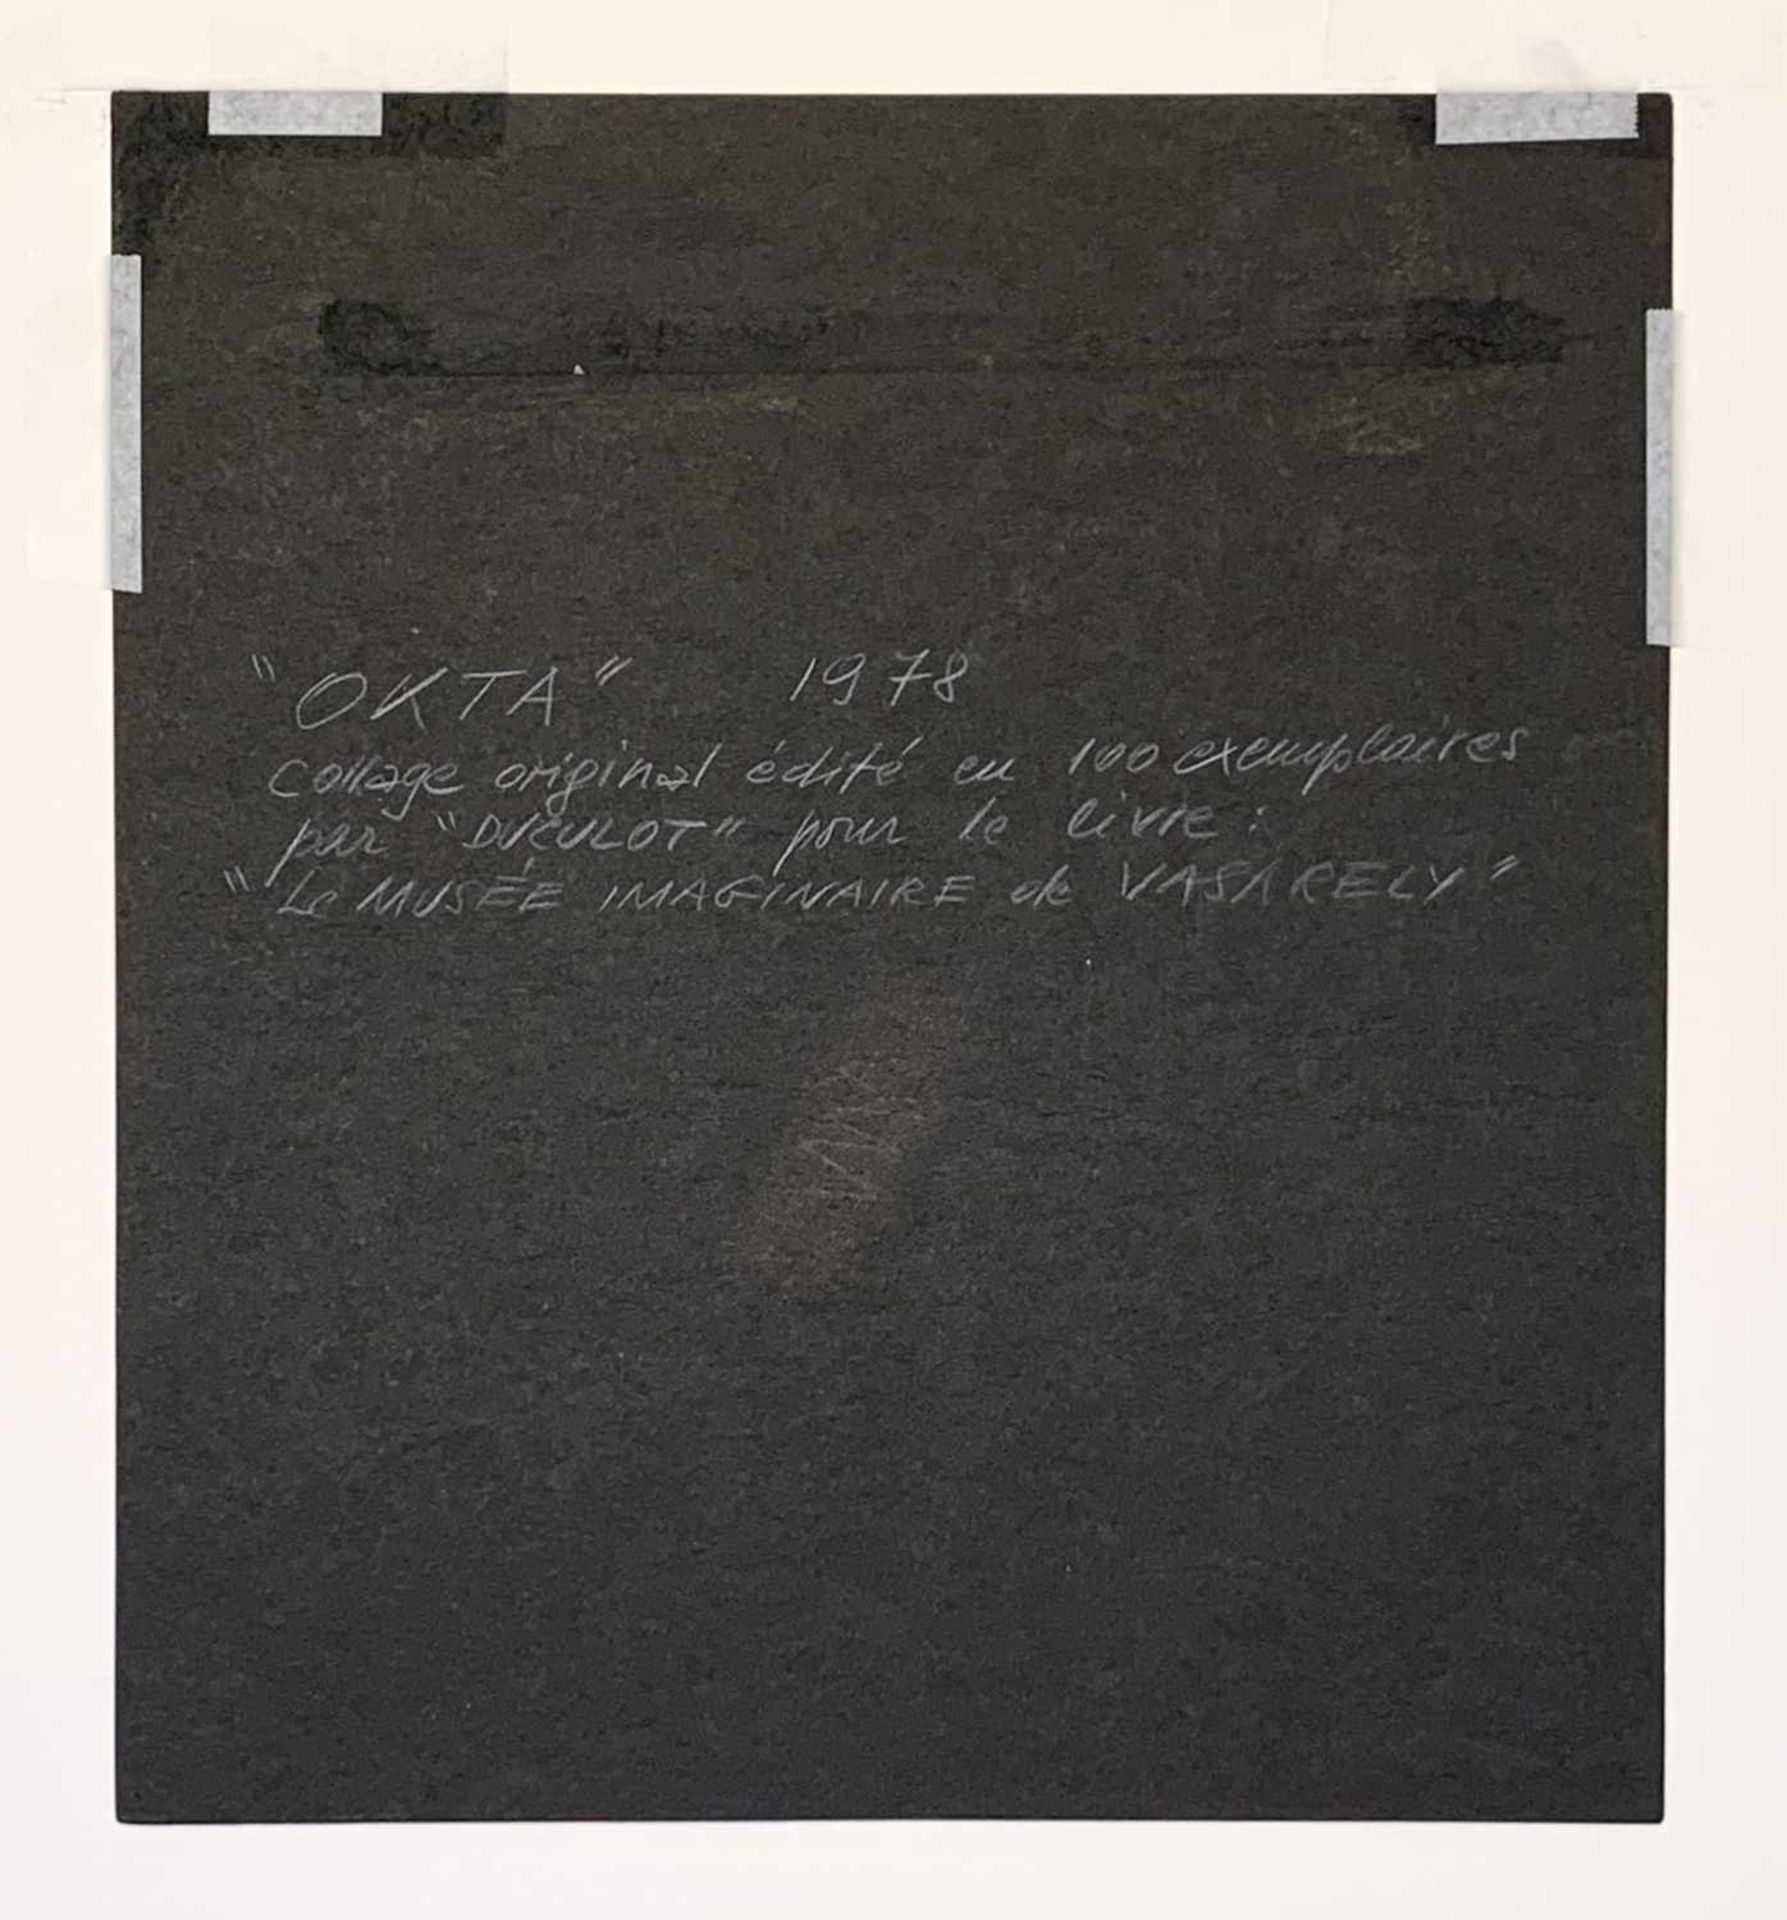 "OKTA" 1978
collage original édité en 100 exemplaires
par "DUCULOT" pour le livre :
"Le MUSÉE IMAGINAIRE de VASARELY"